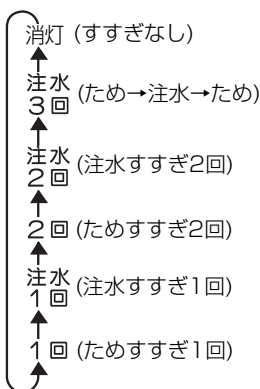 消灯 (すすぎなし)
注水
3回 (ため→注水→ため)
注水
2回 (注水すすぎ2回)
2回 (ためすすぎ2回)
注水
1回 (注水すすぎ1回)
1回 (ためすすぎ1回)